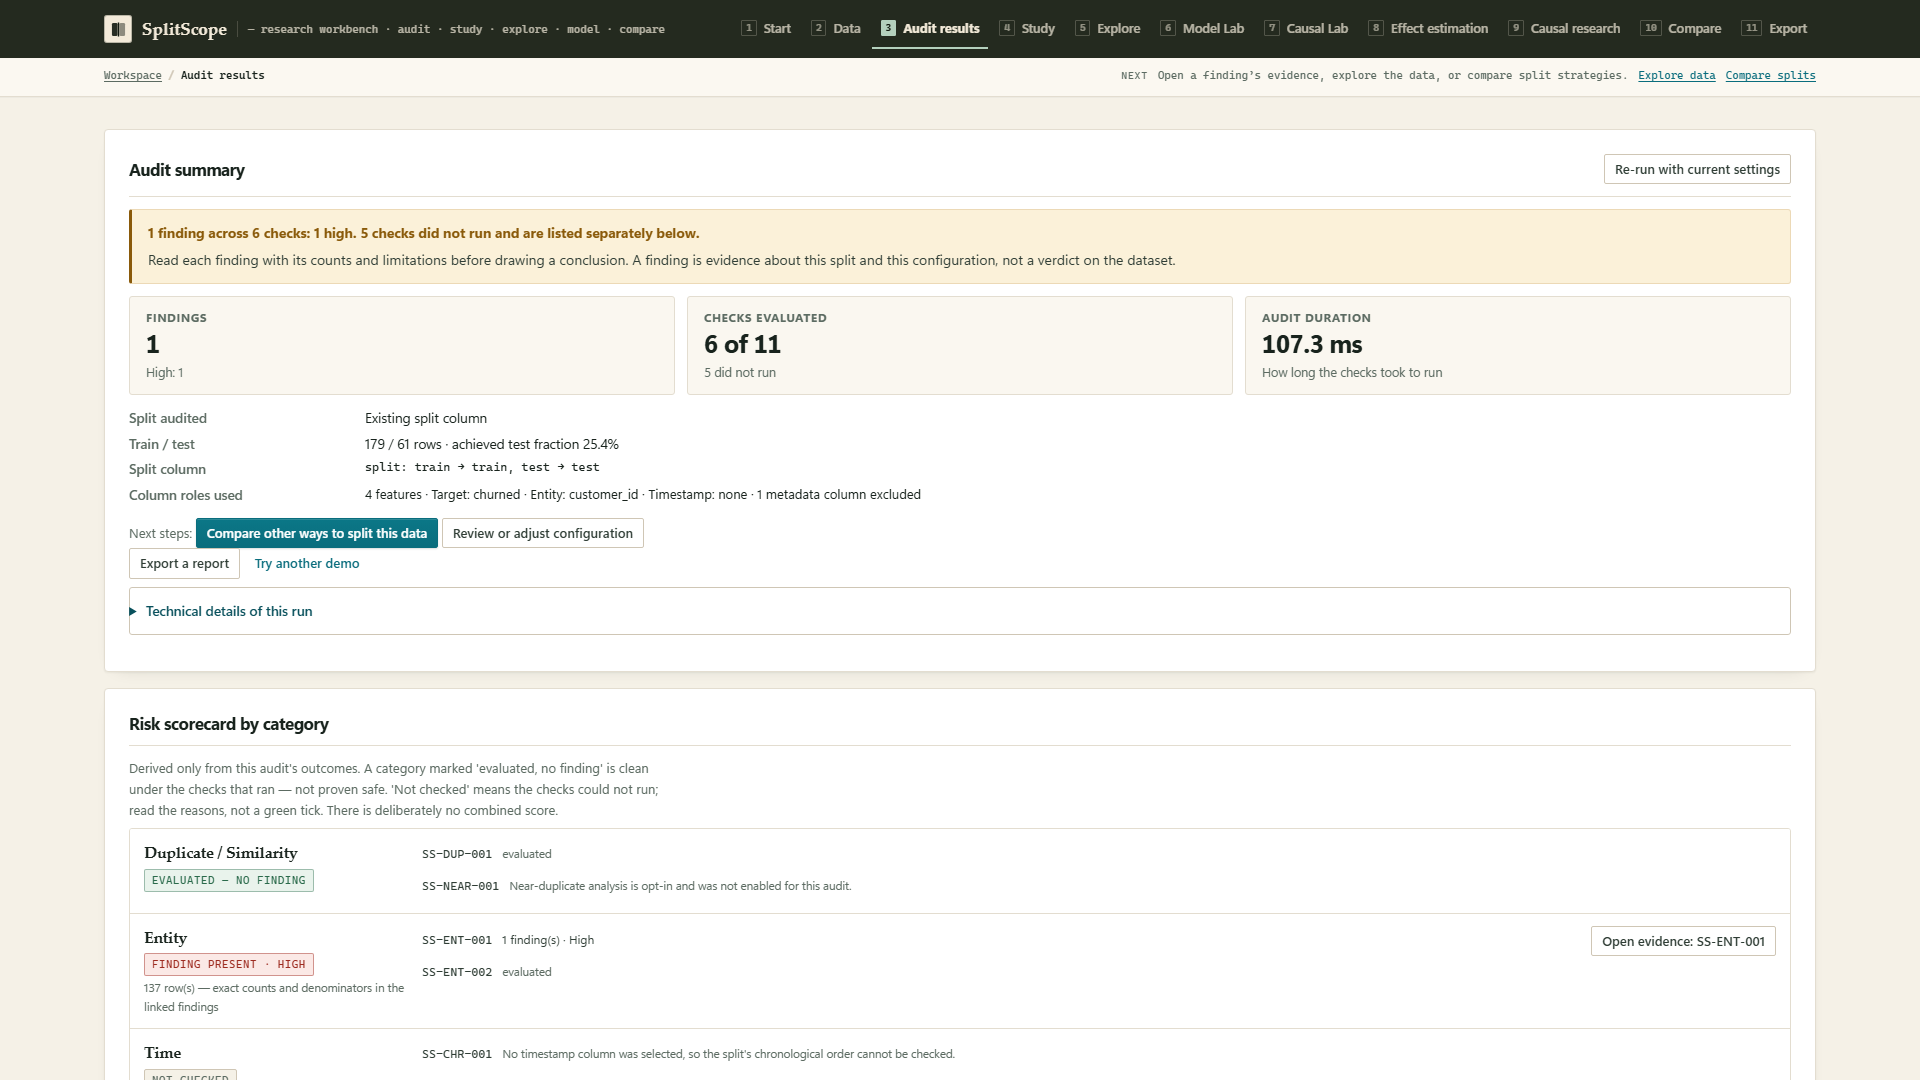 SplitScope — research workbench · audit · study · explore · model · compare
1 Start 2 Data 3 Audit results 4 Study 5 Explore 6 Model Lab 7 Causal Lab 8 Effect estimation 9 Causal research 10 Compare 11 Export
Workspace / Audit results
NEXT Open a finding's evidence, explore the data, or compare split strategies. Explore data Compare splits
Audit summary
Re-run with current settings
1 finding across 6 checks: 1 high. 5 checks did not run and are listed separately below.
Read each finding with its counts and limitations before drawing a conclusion. A finding is evidence about this split and this configuration, not a verdict on the dataset.
FINDINGS
1
High: 1
CHECKS EVALUATED
6 of 11
5 did not run
AUDIT DURATION
107.3 ms
How long the checks took to run
Split audited Existing split column
Train / test 179 / 61 rows · achieved test fraction 25.4%
Split column split: train → train, test → test
Column roles used 4 features · Target: churned · Entity: customer_id · Timestamp: none · 1 metadata column excluded
Next steps: Compare other ways to split this data Review or adjust configuration
Export a report Try another demo
Technical details of this run
Risk scorecard by category
Derived only from this audit's outcomes. A category marked 'evaluated, no finding' is clean
under the checks that ran — not proven safe. 'Not checked' means the checks could not run;
read the reasons, not a green tick. There is deliberately no combined score.
Duplicate / Similarity
EVALUATED — NO FINDING
SS-DUP-001 evaluated
SS-NEAR-001 Near-duplicate analysis is opt-in and was not enabled for this audit.
Entity
FINDING PRESENT · HIGH
137 row(s) — exact counts and denominators in the
linked findings
SS-ENT-001 1 finding(s) · High
SS-ENT-002 evaluated
Open evidence: SS-ENT-001
Time
NOT CHECKED
SS-CHR-001 No timestamp column was selected, so the split's chronological order cannot be checked.